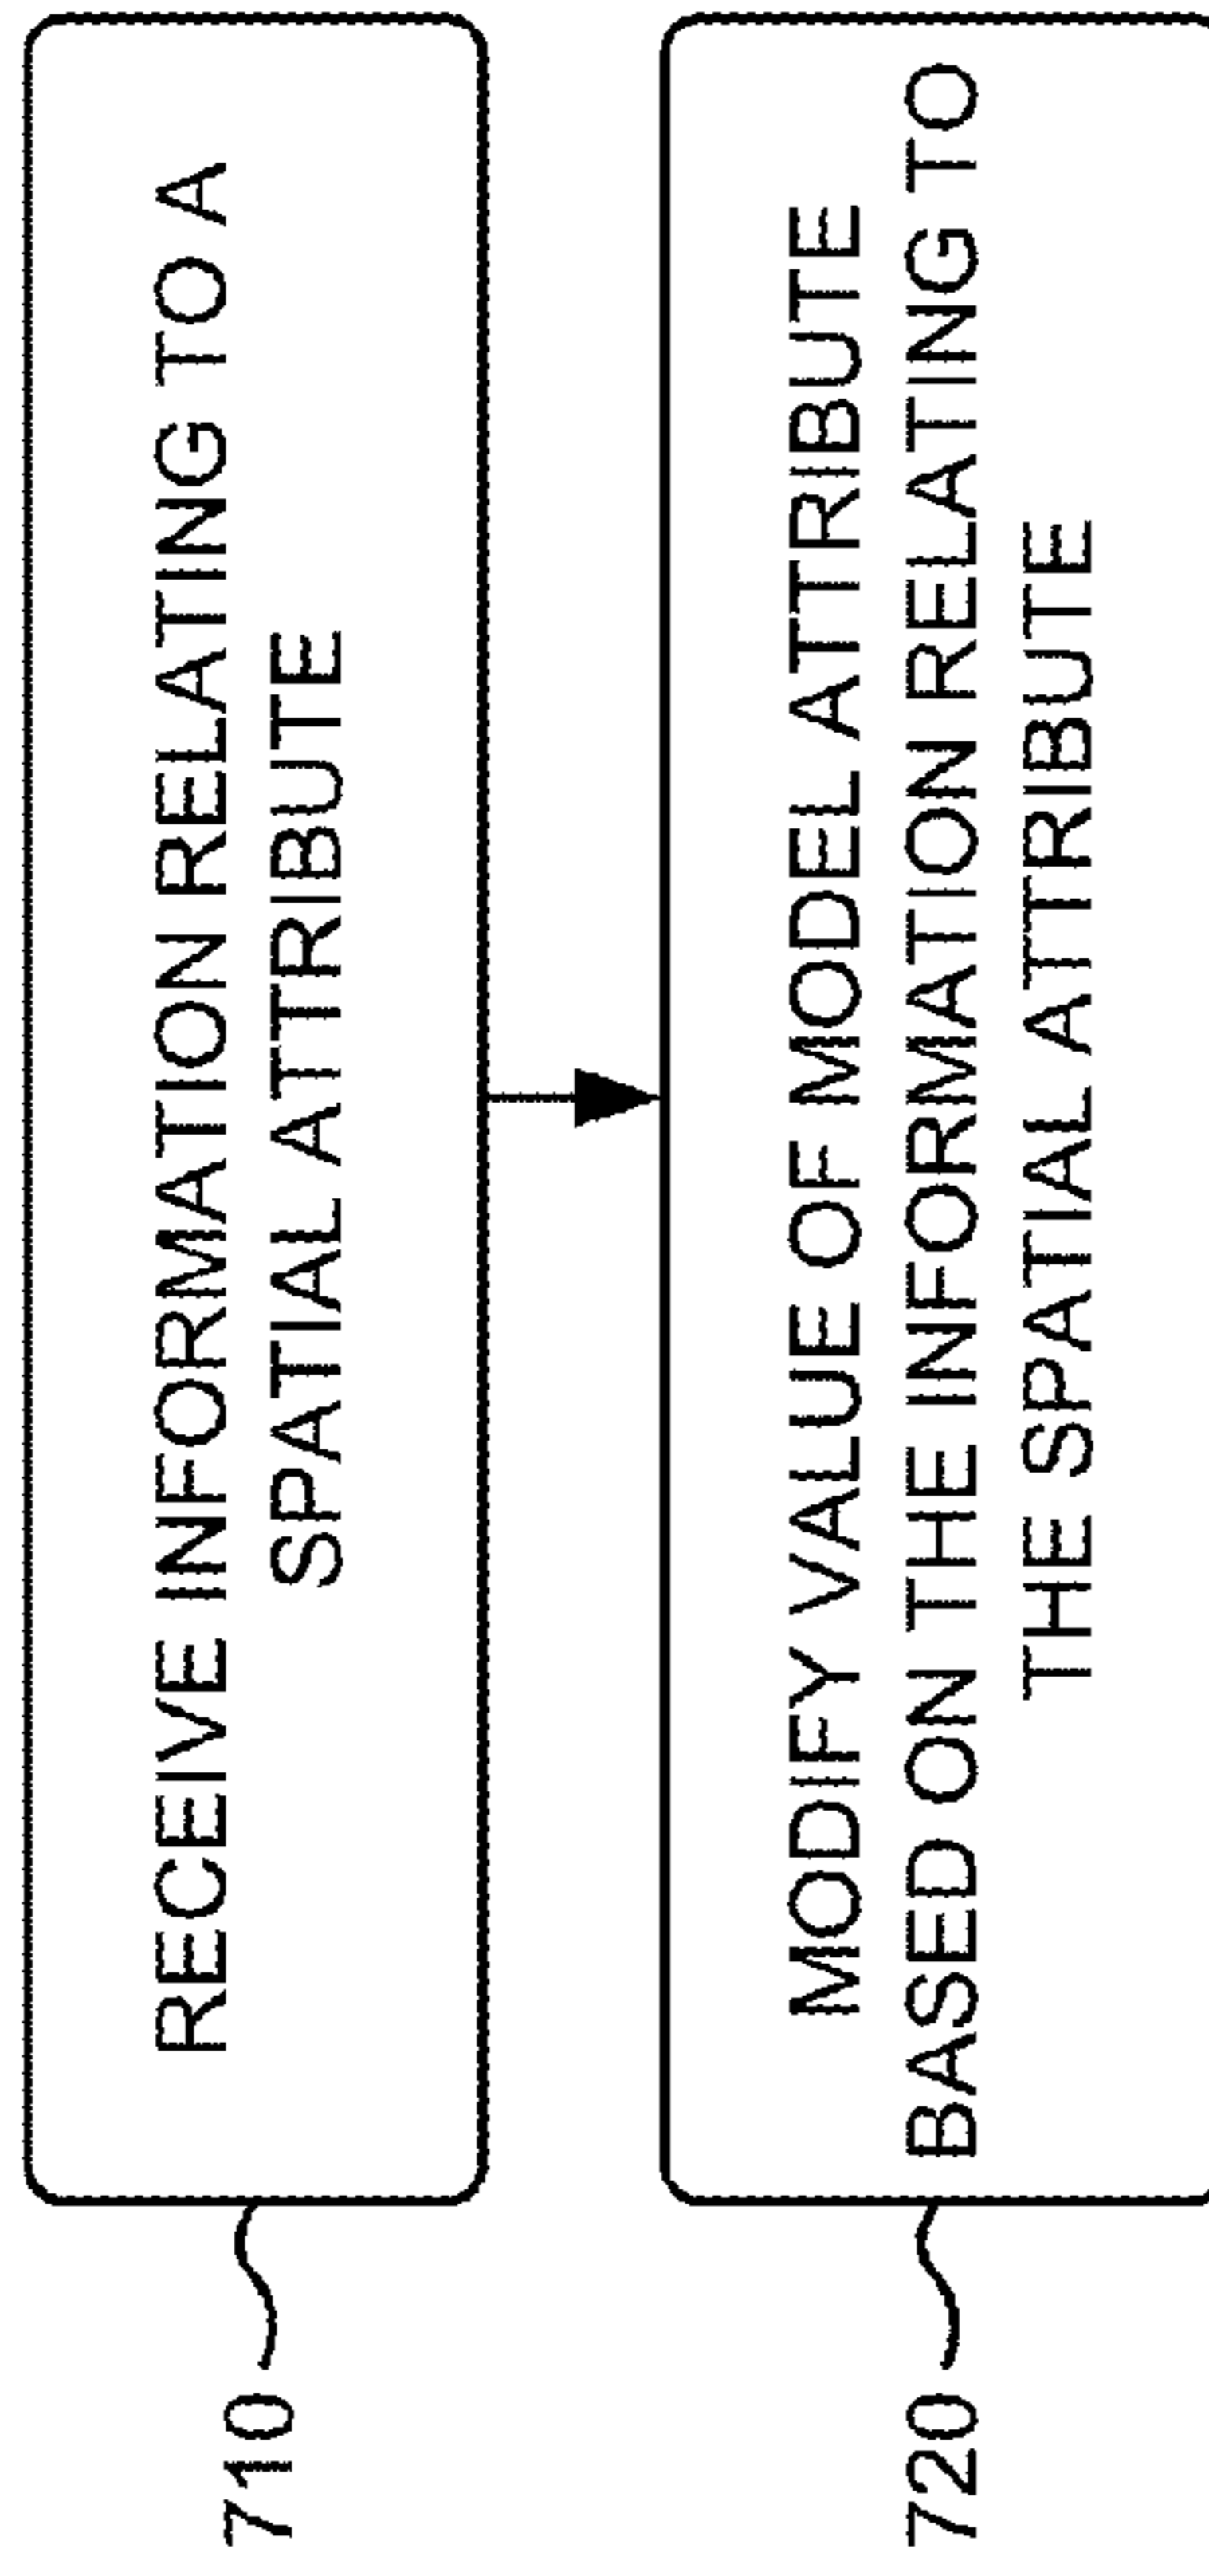 710
RECEIVE INFORMATION RELATING TO A
SPATIAL ATTRIBUTE
720
MODIFY VALUE OF MODEL ATTRIBUTE
BASED ON THE INFORMATION RELATING TO
THE SPATIAL ATTRIBUTE